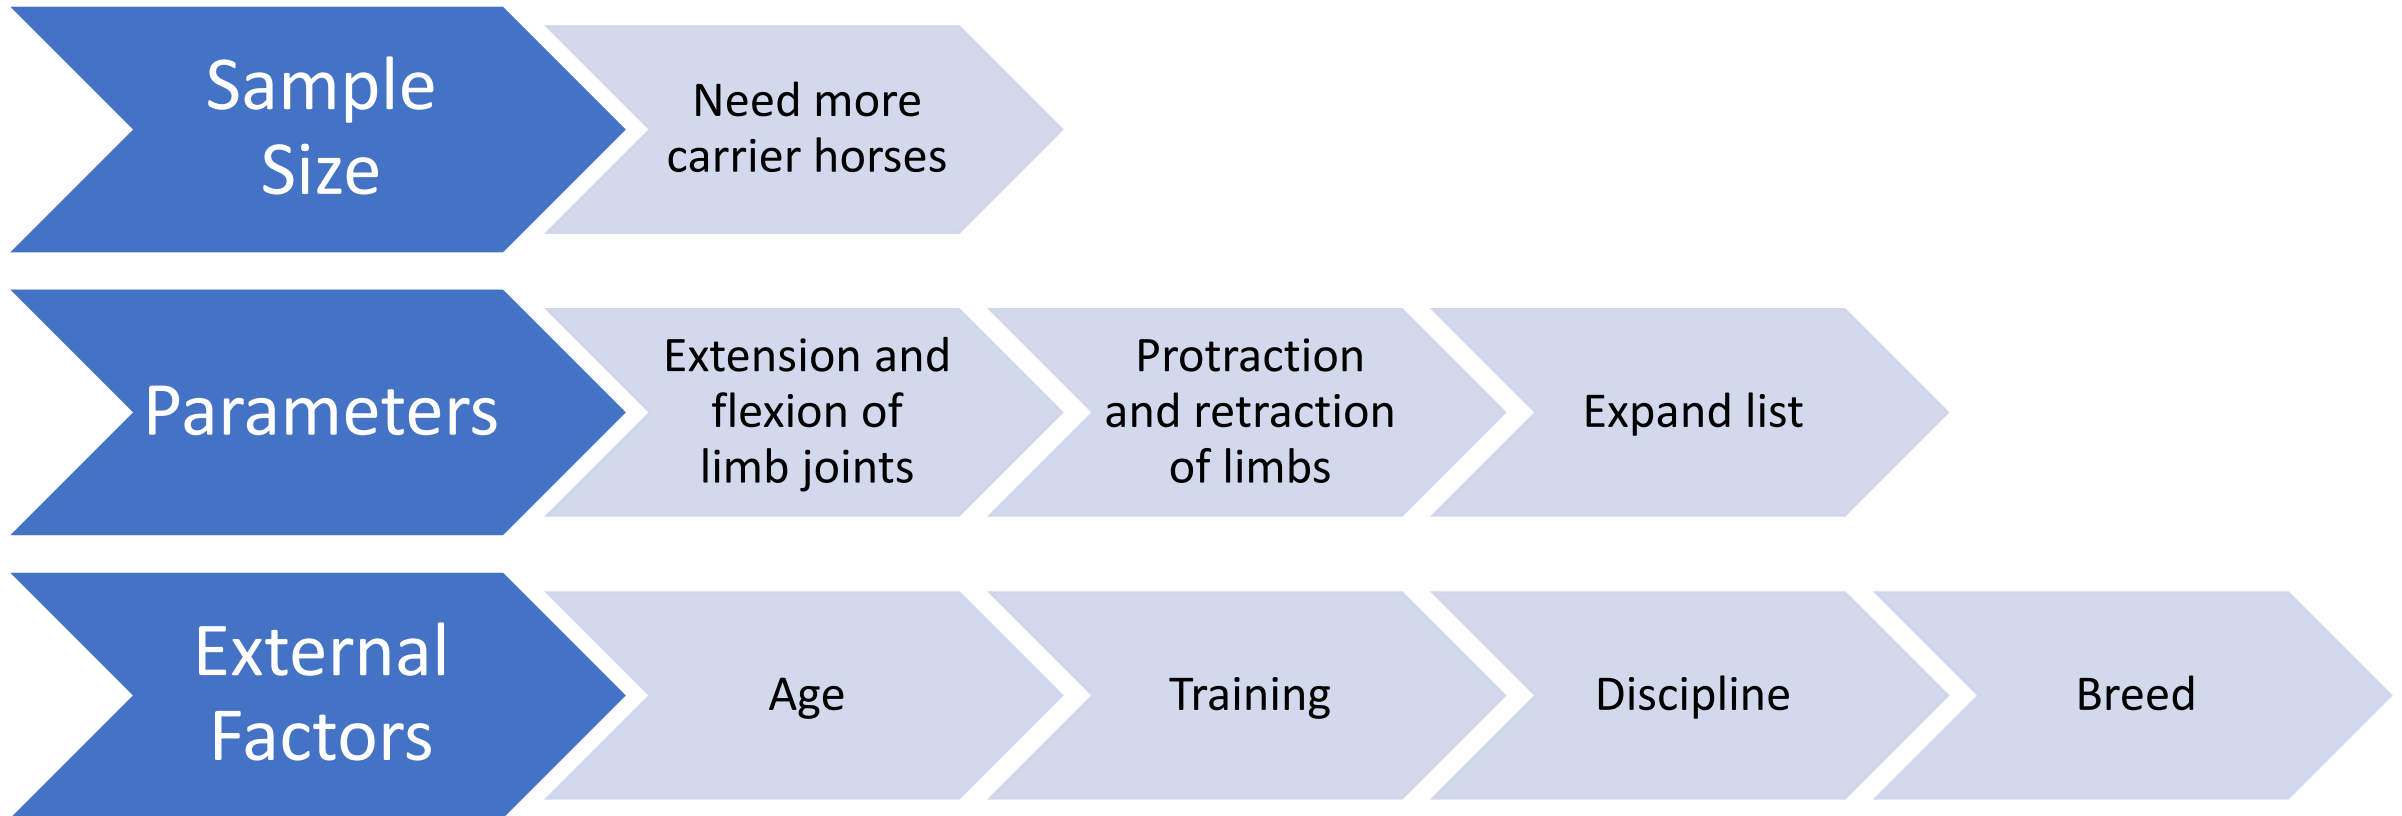 Sample
Size
Need more
carrier horses
Parameters
Extension and
flexion of
limb joints
Protraction
and retraction
of limbs
Expand list
External
Factors
Age
Training
Discipline
Breed